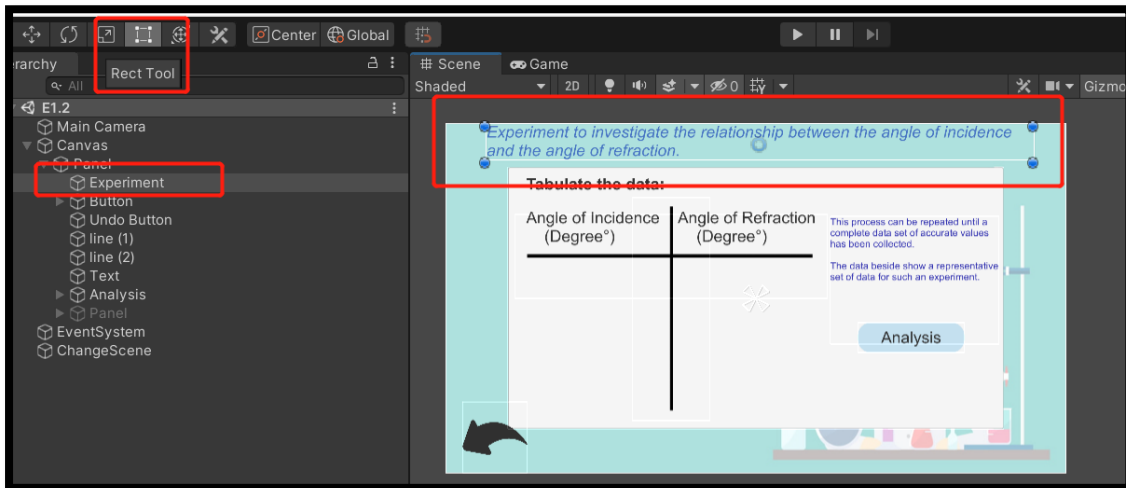 Center Global
rarchy
Rect Tool
All
# Scene
Game
Shaded
2D
0
Gizmo
E1.2
Main Camera
Canvas
Panel
Experiment
Button
Undo Button
line (1)
line (2)
Text
Analysis
Panel
EventSystem
ChangeScene
Experiment to investigate the relationship between the angle of incidence
and the angle of refraction.
Tabulate the data:
Angle of Incidence
(Degree°)
Angle of Refraction
(Degree°)
This process can be repeated until a
complete data set of accurate values
has been collected.
The data beside show a representative
set of data for such an experiment.
Analysis